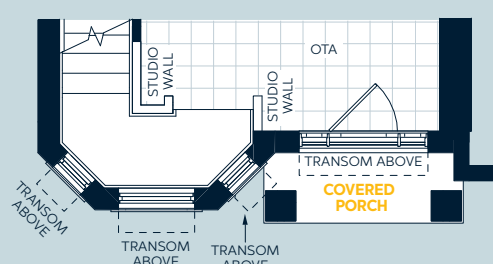 OTA
STUDIO
WALL
STUDIO
WALL
TRANSOM ABOVE
COVERED
PORCH
TRANSOM
ABOVE
TRANSOM
ABOVE
TRANSOM
ABOVE